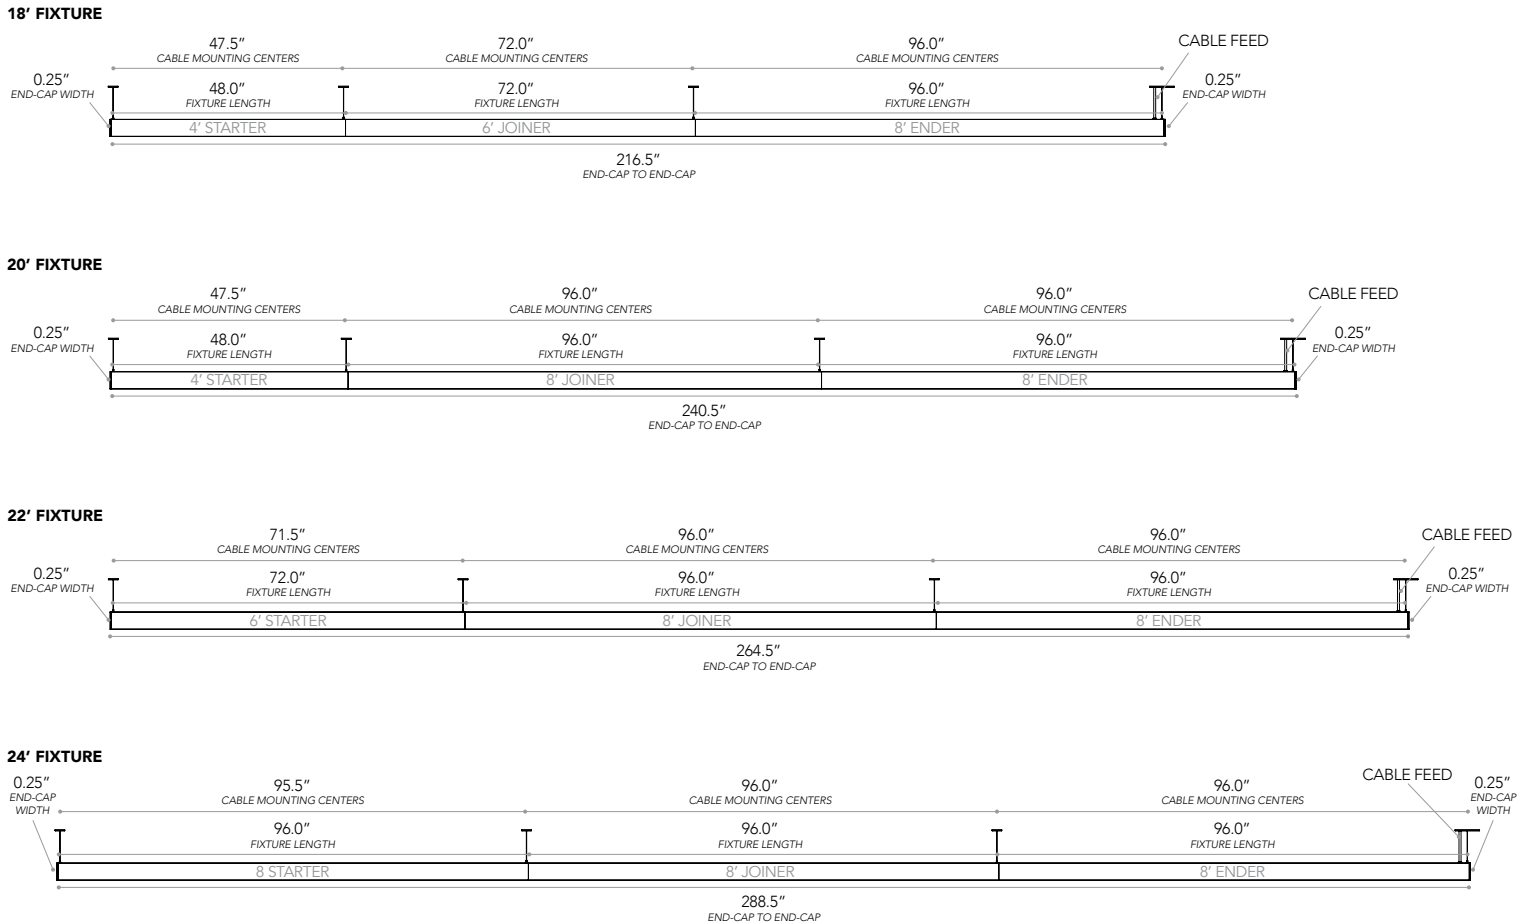 18’ FIXTURE
47.5” 72.0” 96.0” CABLE FEED
CABLE MOUNTING CENTERS CABLE MOUNTING CENTERS CABLE MOUNTING CENTERS
0.25” 48.0” 72.0” 96.0” 0.25”
END-CAP WIDTH FIXTURE LENGTH FIXTURE LENGTH FIXTURE LENGTH END-CAP WIDTH
4’ STARTER 6’ JOINER 8’ ENDER
216.5”
END-CAP TO END-CAP
20’ FIXTURE
47.5” 96.0” 96.0” CABLE FEED
CABLE MOUNTING CENTERS CABLE MOUNTING CENTERS CABLE MOUNTING CENTERS
0.25” 48.0” 96.0” 96.0” 0.25”
END-CAP WIDTH FIXTURE LENGTH FIXTURE LENGTH FIXTURE LENGTH END-CAP WIDTH
4’ STARTER 8’ JOINER 8’ ENDER
240.5”
END-CAP TO END-CAP
22’ FIXTURE
71.5” 96.0” 96.0” CABLE FEED
CABLE MOUNTING CENTERS CABLE MOUNTING CENTERS CABLE MOUNTING CENTERS
0.25” 72.0” 96.0” 96.0” 0.25”
END-CAP WIDTH FIXTURE LENGTH FIXTURE LENGTH FIXTURE LENGTH END-CAP WIDTH
6’ STARTER 8’ JOINER 8’ ENDER
264.5”
END-CAP TO END-CAP
24’ FIXTURE
0.25” 95.5” 96.0” 96.0” CABLE FEED 0.25”
END-CAP CABLE MOUNTING CENTERS CABLE MOUNTING CENTERS CABLE MOUNTING CENTERS END-CAP
WIDTH WIDTH
96.0” 96.0” 96.0”
FIXTURE LENGTH FIXTURE LENGTH FIXTURE LENGTH
8 STARTER 8’ JOINER 8’ ENDER
288.5”
END-CAP TO END-CAP